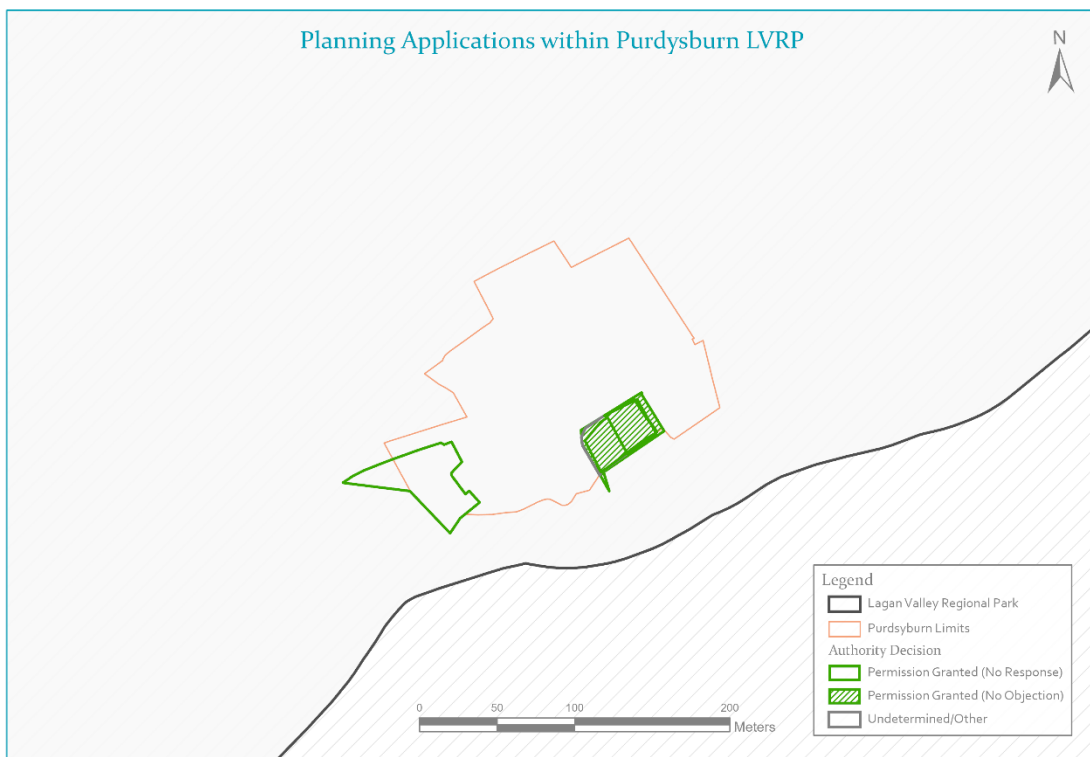 Planning Applications within Purdysburn LVRP
N
Legend
Lagan Valley Regional Park
Purdsyburn Limits
Authority Decision
Permission Granted (No Response)
Permission Granted (No Objection)
Undetermined/Other
0 50 100 200
Meters